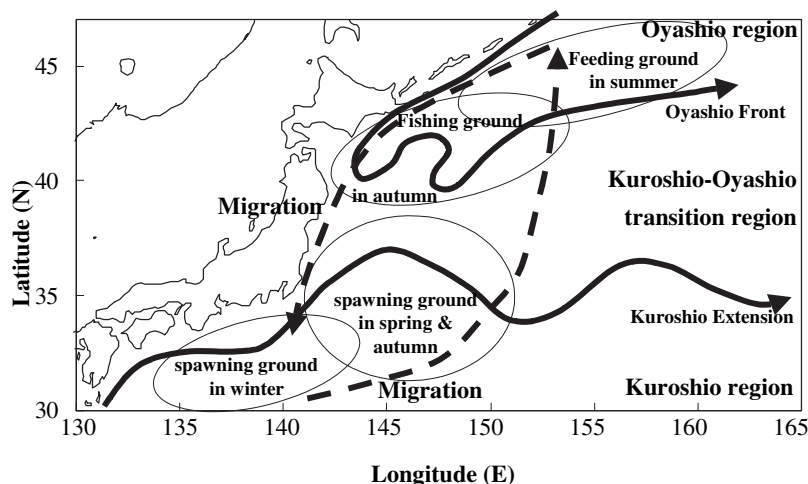 Oyashio region
Feeding ground
in summer
Oyashio Front
Fishing ground
in autumn
Kuroshio-Oyashio
transition region
Migration
spawning ground
in spring &
autumn
Kuroshio Extension
spawning ground
in winter
Migration
Kuroshio region
Latitude (N)
45
40
35
30
130
135
140
145
150
155
160
165
Longitude (E)